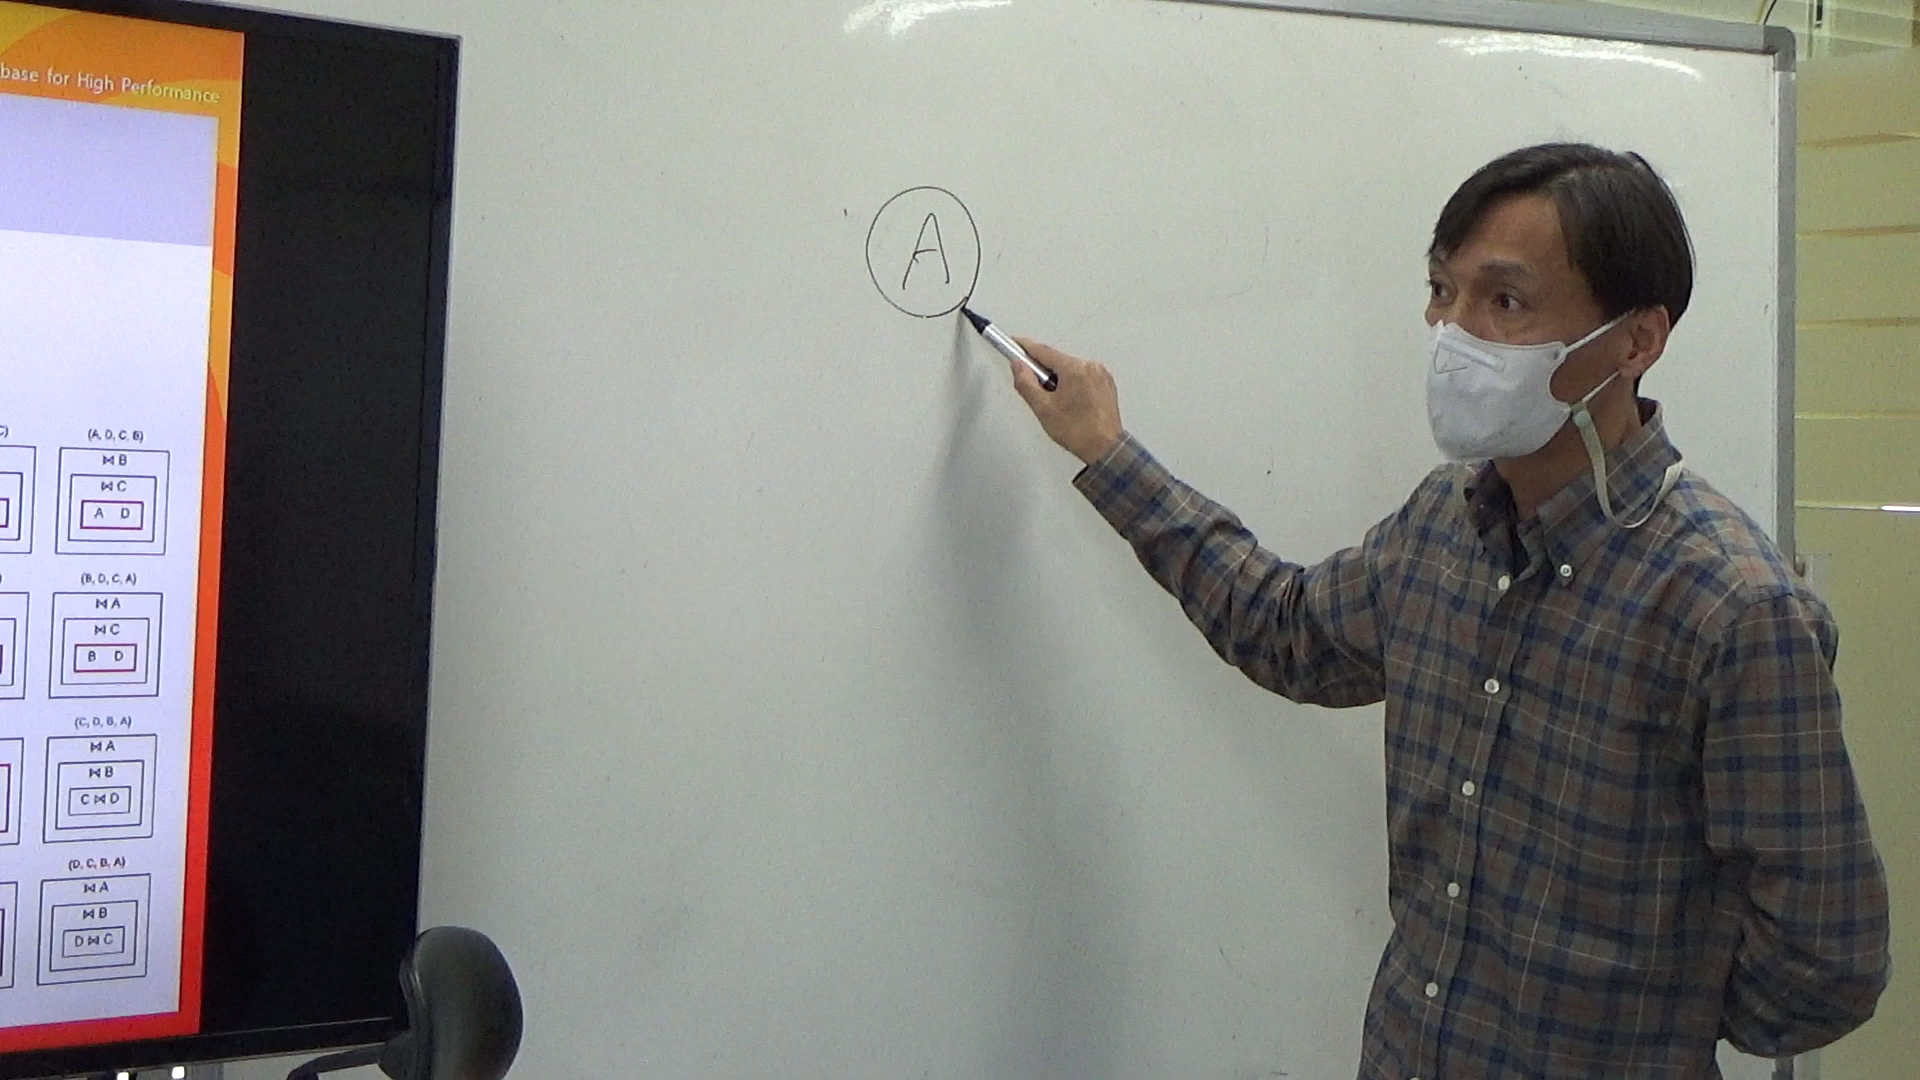 base for High Performance
C)
(A, D, C, B)
⋈ B
⋈ C
A D
)
(B, D, C, A)
⋈ A
⋈ C
B D
(C, D, B, A)
⋈ A
⋈ B
C ⋈ D
(D, C, B, A)
⋈ A
⋈ B
D ⋈ C
A